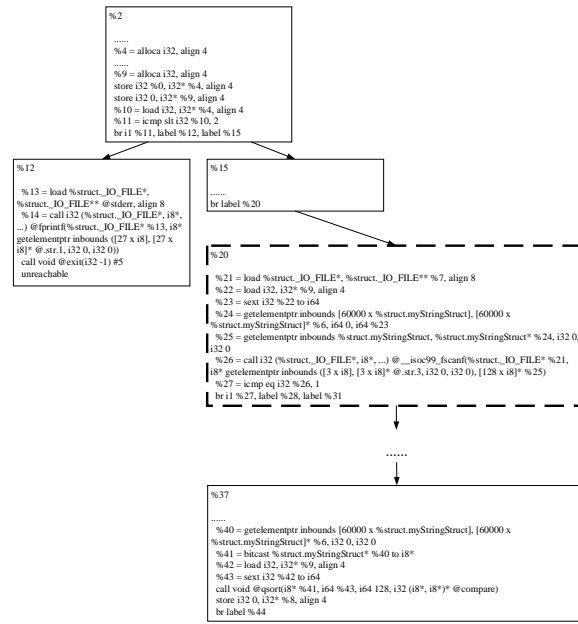 %2
......
%4 = alloca i32, align 4
......
%9 = alloca i32, align 4
store i32 %0, i32* %4, align 4
store i32 0, i32* %9, align 4
%10 = load i32, i32* %4, align 4
%11 = icmp slt i32 %10, 2
br i1 %11, label %12, label %15
%12
%13 = load %struct._IO_FILE*,
%struct._IO_FILE** @stderr, align 8
%14 = call i32 (%struct._IO_FILE*, i8*,
...) @fprintf(%struct._IO_FILE* %13, i8*
getelementptr inbounds ([27 x i8], [27 x
i8]* @.str.1, i32 0, i32 0))
call void @exit(i32 -1) #5
unreachable
%15
......
br label %20
%20
%21 = load %struct._IO_FILE*, %struct._IO_FILE** %7, align 8
%22 = load i32, i32* %9, align 4
%23 = sext i32 %22 to i64
%24 = getelementptr inbounds [60000 x %struct.myStringStruct], [60000 x
%struct.myStringStruct]* %6, i64 0, i64 %23
%25 = getelementptr inbounds %struct.myStringStruct, %struct.myStringStruct* %24, i32 0,
i32 0
%26 = call i32 (%struct._IO_FILE*, i8*, ...) @__isoc99_fscanf(%struct._IO_FILE* %21,
i8* getelementptr inbounds ([3 x i8], [3 x i8]* @.str.3, i32 0, i32 0), [128 x i8]* %25)
%27 = icmp eq i32 %26, 1
br i1 %27, label %28, label %31
......
%37
......
%40 = getelementptr inbounds [60000 x %struct.myStringStruct], [60000 x
%struct.myStringStruct]* %6, i32 0, i32 0
%41 = bitcast %struct.myStringStruct* %40 to i8*
%42 = load i32, i32* %9, align 4
%43 = sext i32 %42 to i64
call void @qsort(i8* %41, i64 %43, i64 128, i32 (i8*, i8*)* @compare)
store i32 0, i32* %8, align 4
br label %44